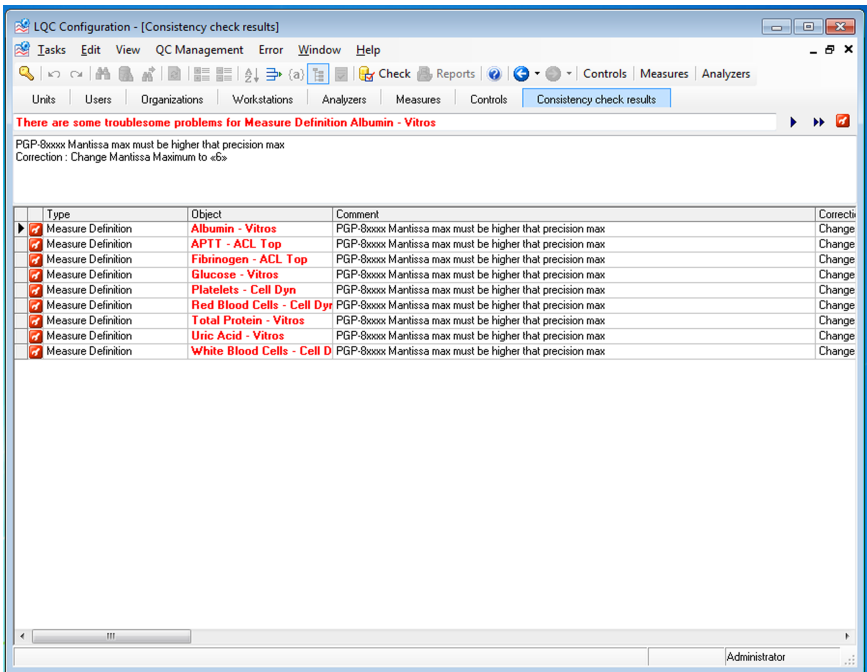 LQC Configuration - [Consistency check results]
Tasks Edit View QC Management Error Window Help
{a} Check Reports Controls Measures Analyzers
Units Users Organizations Workstations Analyzers Measures Controls Consistency check results
There are some troublesome problems for Measure Definition Albumin - Vitros
PGP-8xxxx Mantissa max must be higher that precision max
Correction : Change Mantissa Maximum to «6»
Type Object Comment Correcti
Measure Definition Albumin - Vitros PGP-8xxxx Mantissa max must be higher that precision max Change
Measure Definition APTT - ACL Top PGP-8xxxx Mantissa max must be higher that precision max Change
Measure Definition Fibrinogen - ACL Top PGP-8xxxx Mantissa max must be higher that precision max Change
Measure Definition Glucose - Vitros PGP-8xxxx Mantissa max must be higher that precision max Change
Measure Definition Platelets - Cell Dyn PGP-8xxxx Mantissa max must be higher that precision max Change
Measure Definition Red Blood Cells - Cell Dyn PGP-8xxxx Mantissa max must be higher that precision max Change
Measure Definition Total Protein - Vitros PGP-8xxxx Mantissa max must be higher that precision max Change
Measure Definition Uric Acid - Vitros PGP-8xxxx Mantissa max must be higher that precision max Change
Measure Definition White Blood Cells - Cell D PGP-8xxxx Mantissa max must be higher that precision max Change
Administrator